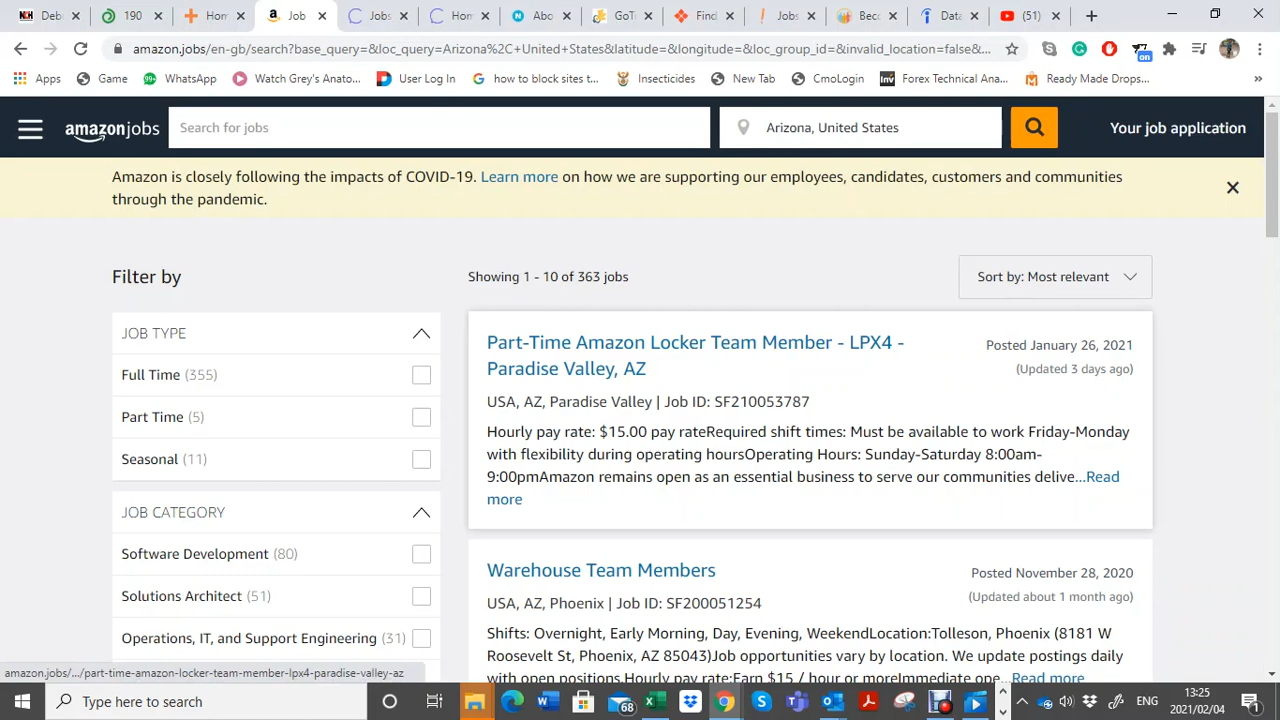 Deb
190
Hom
Job
Jobs
Hom
Abo
GoTi
Find
Jobs
Becc
Data
(51)
amazon.jobs/en-gb/search?base_query=&loc_query=Arizona%2C+United+States&latitude=&longitude=&loc_group_id=&invalid_location=false&...
on
Apps
Game
99+
WhatsApp
Watch Grey's Anato...
User Log In
how to block sites t...
Insecticides
New Tab
CmoLogin
Inv
Forex Technical Ana...
Ready Made Drops...
»
amazonjobs
Search for jobs
Arizona, United States
Your job application
Amazon is closely following the impacts of COVID-19. Learn more on how we are supporting our employees, candidates, customers and communities
through the pandemic.
Filter by
Showing 1 - 10 of 363 jobs
Sort by: Most relevant
JOB TYPE
Full Time (355)
Part Time (5)
Seasonal (11)
JOB CATEGORY
Software Development (80)
Solutions Architect (51)
Operations, IT, and Support Engineering (31)
Part-Time Amazon Locker Team Member - LPX4 -
Paradise Valley, AZ
Posted January 26, 2021
(Updated 3 days ago)
USA, AZ, Paradise Valley | Job ID: SF210053787
Hourly pay rate: $15.00 pay rateRequired shift times: Must be available to work Friday-Monday
with flexibility during operating hoursOperating Hours: Sunday-Saturday 8:00am-
9:00pmAmazon remains open as an essential business to serve our communities delive...Read
more
Warehouse Team Members
Posted November 28, 2020
(Updated about 1 month ago)
USA, AZ, Phoenix | Job ID: SF200051254
Shifts: Overnight, Early Morning, Day, Evening, WeekendLocation:Tolleson, Phoenix (8181 W
Roosevelt St, Phoenix, AZ 85043)Job opportunities vary by location. We update postings daily
with open positions.Hourly pay rate:Earn $15 / hour or moreImmediate ope...Read more
amazon.jobs/.../part-time-amazon-locker-team-member-lpx4-paradise-valley-az
Type here to search
68
ENG
13:25
2021/02/04
1